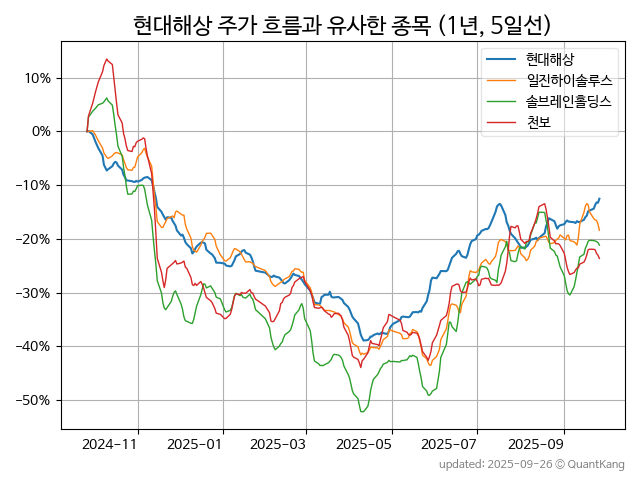 현대해상 주가 흐름과 유사한 종목 (1년, 5일선)
현대해상
일진하이솔루스
솔브레인홀딩스
천보
10%
0%
−10%
−20%
−30%
−40%
−50%
2024−11
2025−01
2025−03
2025−05
2025−07
2025−09
updated: 2025-09-26 © QuantKang